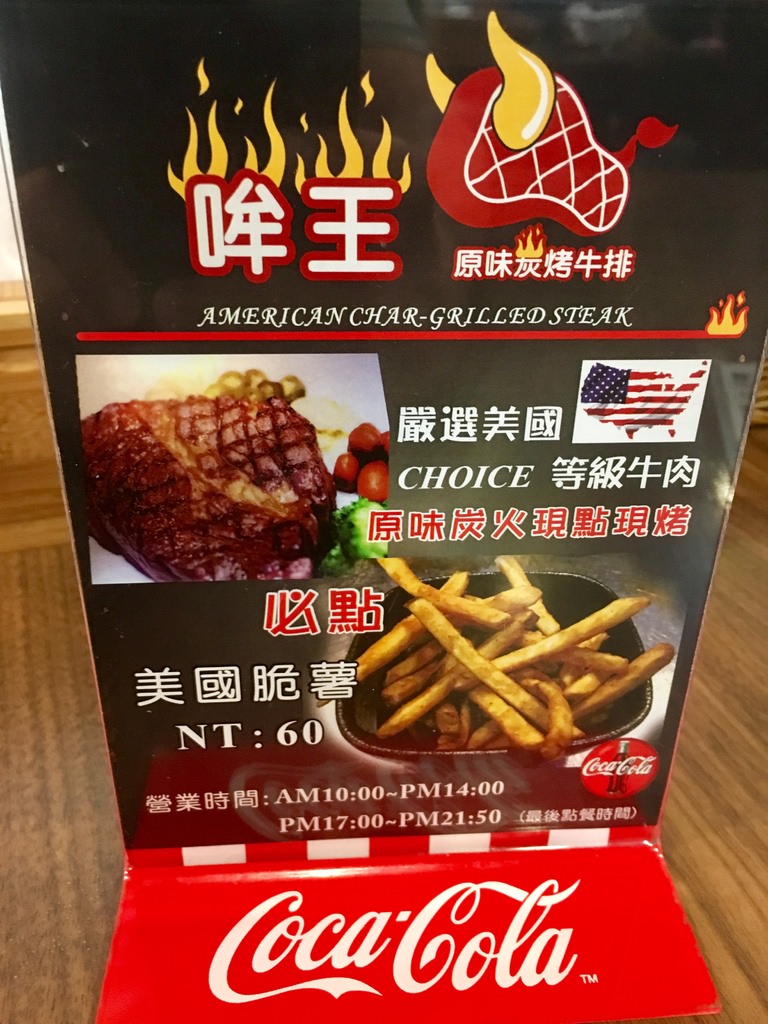 哞王
原味炭烤牛排
AMERICAN CHAR-GRILLED STEAK
嚴選美國
CHOICE 等級牛肉
原味炭火現點現烤
必點
美國脆薯
NT : 60
Coca-Cola
營業時間: AM10:00~PM14:00
PM17:00~PM21:50 (最後點餐時間)
Coca-Cola TM